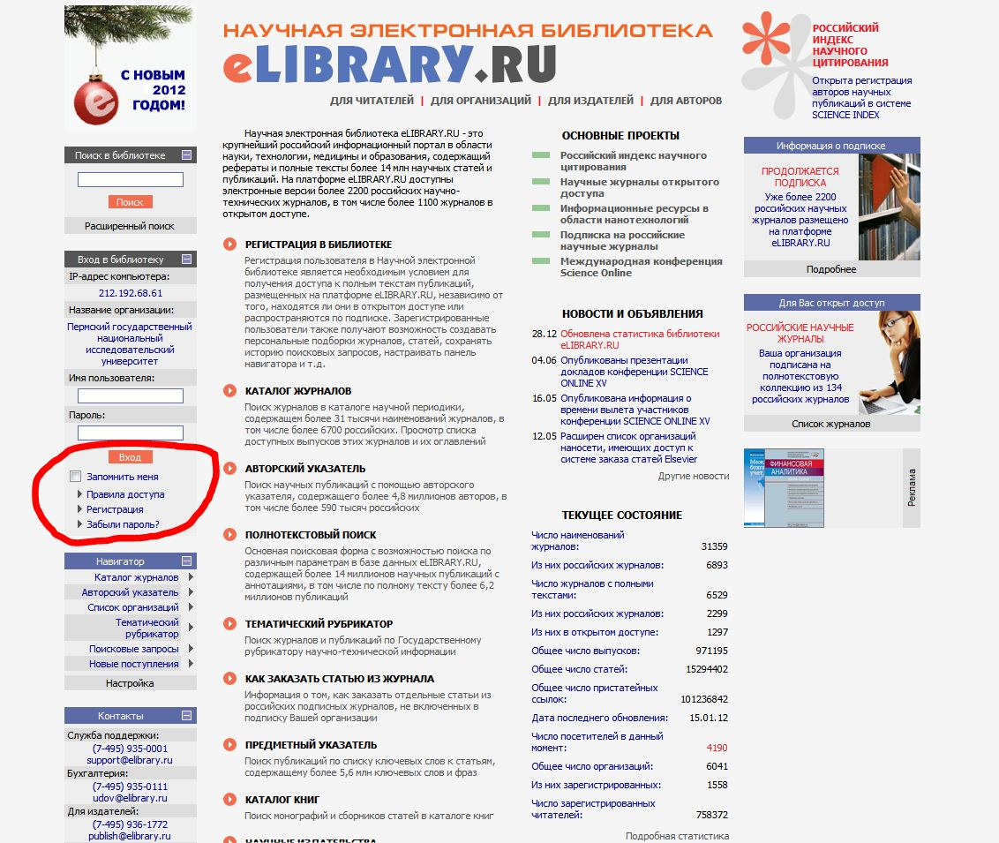 С НОВЫМ
2012
ГОДОМ!
Поиск в библиотеке
Поиск
Расширенный поиск
Вход в библиотеку
IP-адрес компьютера:
212.192.68.61
Название организации:
Пермский государственный
национальный
исследовательский
университет
Имя пользователя:
Пароль:
Вход
Запомнить меня
Правила доступа
Регистрация
Забыли пароль?
Навигатор
Каталог журналов
Авторский указатель
Список организаций
Тематический
рубрикатор
Поисковые запросы
Новые поступления
Настройка
Контакты
Служба поддержки:
(7-495) 935-0001
support@elibrary.ru
Бухгалтерия:
(7-495) 935-0111
udov@elibrary.ru
Для издателей:
(7-495) 936-1772
publish@elibrary.ru
НАУЧНАЯ ЭЛЕКТРОННАЯ БИБЛИОТЕКА
eLIBRARY.RU
ДЛЯ ЧИТАТЕЛЕЙ | ДЛЯ ОРГАНИЗАЦИЙ | ДЛЯ ИЗДАТЕЛЕЙ | ДЛЯ АВТОРОВ
Научная электронная библиотека eLIBRARY.RU - это
крупнейший российский информационный портал в области
науки, технологии, медицины и образования, содержащий
рефераты и полные тексты более 14 млн научных статей и
публикаций. На платформе eLIBRARY.RU доступны
электронные версии более 2200 российских научно-
технических журналов, в том числе более 1100 журналов в
открытом доступе.
РЕГИСТРАЦИЯ В БИБЛИОТЕКЕ
Регистрация пользователя в Научной электронной
библиотеке является необходимым условием для
получения доступа к полным текстам публикаций,
размещенных на платформе eLIBRARY.RU, независимо от
того, находятся ли они в открытом доступе или
распространяются по подписке. Зарегистрированные
пользователи также получают возможность создавать
персональные подборки журналов, статей, сохранять
историю поисковых запросов, настраивать панель
навигатора и т.д.
КАТАЛОГ ЖУРНАЛОВ
Поиск журналов в каталоге научной периодики,
содержащем более 31 тысячи наименований журналов, в
том числе более 6700 российских. Просмотр списка
доступных выпусков этих журналов и их оглавлений
АВТОРСКИЙ УКАЗАТЕЛЬ
Поиск научных публикаций с помощью авторского
указателя, содержащего более 4,8 миллионов авторов, в
том числе более 590 тысяч российских
ПОЛНОТЕКСТОВЫЙ ПОИСК
Основная поисковая форма с возможностью поиска по
различным параметрам в базе данных eLIBRARY.RU,
содержащей более 14 миллионов научных публикаций с
аннотациями, в том числе по полному тексту более 6,2
миллионов публикаций
ТЕМАТИЧЕСКИЙ РУБРИКАТОР
Поиск журналов и публикаций по Государственному
рубрикатору научно-технической информации
КАК ЗАКАЗАТЬ СТАТЬЮ ИЗ ЖУРНАЛА
Информация о том, как заказать отдельные статьи из
российских подписных журналов, не включенных в
подписку Вашей организации
ПРЕДМЕТНЫЙ УКАЗАТЕЛЬ
Поиск публикаций по списку ключевых слов к статьям,
содержащему более 5,6 млн ключевых слов и фраз
КАТАЛОГ КНИГ
Поиск монографий и сборников статей в каталоге книг
НАУЧНЫЕ ИЗДАТЕЛЬСТВА
ОСНОВНЫЕ ПРОЕКТЫ
Российский индекс научного
цитирования
Научные журналы открытого
доступа
Информационные ресурсы в
области нанотехнологий
Подписка на российские
научные журналы
Международная конференция
Science Online
НОВОСТИ И ОБЪЯВЛЕНИЯ
28.12 Обновлена статистика библиотеки
eLIBRARY.RU
04.06 Опубликованы презентации
докладов конференции SCIENCE
ONLINE XV
16.05 Опубликована информация о
времени вылета участников
конференции SCIENCE ONLINE XV
12.05 Расширен список организаций
наносети, имеющих доступ к
системе заказа статей Elsevier
Другие новости
ТЕКУЩЕЕ СОСТОЯНИЕ
Число наименований
журналов: 31359
Из них российских журналов: 6893
Число журналов с полными
текстами: 6529
Из них российских журналов: 2299
Из них в открытом доступе: 1297
Общее число выпусков: 971195
Общее число статей: 15294402
Общее число пристатейных
ссылок: 101236842
Дата последнего обновления: 15.01.12
Число посетителей в данный
момент: 4190
Общее число организаций: 6041
Из них зарегистрированных: 1558
Число зарегистрированных
читателей: 758372
Подробная статистика
РОССИЙСКИЙ
ИНДЕКС
НАУЧНОГО
ЦИТИРОВАНИЯ
Открыта регистрация
авторов научных
публикаций в системе
SCIENCE INDEX
Информация о подписке
ПРОДОЛЖАЕТСЯ
ПОДПИСКА
Уже более 2200
российских научных
журналов размещено
на платформе
eLIBRARY.RU
Подробнее
Для Вас открыт доступ
РОССИЙСКИЕ НАУЧНЫЕ
ЖУРНАЛЫ
Ваша организация
подписана на
полнотекстовую
коллекцию из 134
российских журналов
Список журналов
ФИНАНСОВАЯ
АНАЛИТИКА
Реклама